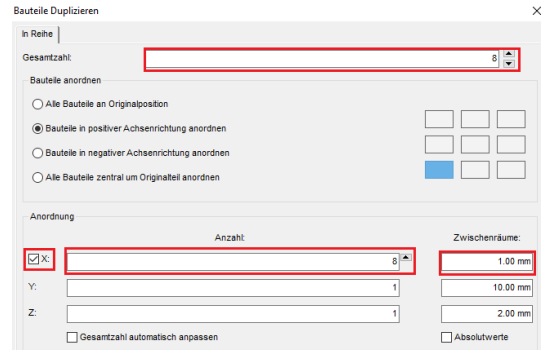 Bauteile Duplizieren
In Reihe
Gesamtzahl: 8
Bauteile anordnen
Alle Bauteile an Originalposition
Bauteile in positiver Achsenrichtung anordnen
Bauteile in negativer Achsenrichtung anordnen
Alle Bauteile zentral um Originalteil anordnen
Anordnung
Anzahl: Zwischenräume:
X: 8 1.00 mm
Y: 1 10.00 mm
Z: 1 2.00 mm
Gesamtzahl automatisch anpassen Absolutwerte